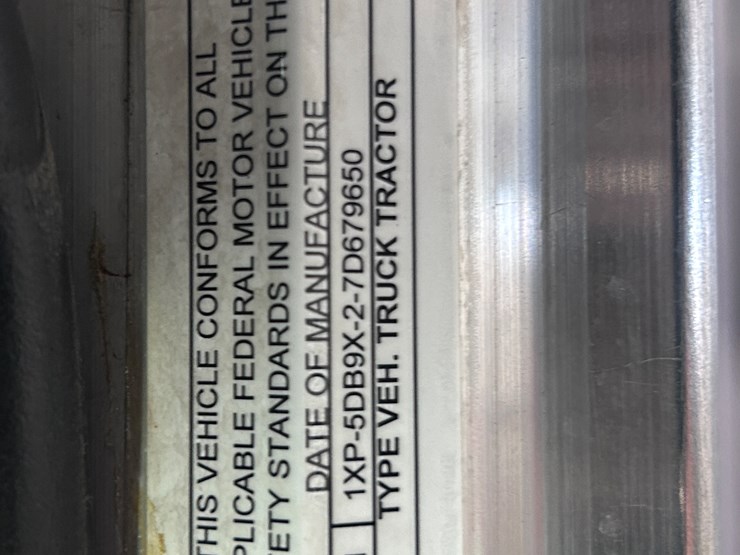 THIS VEHICLE CONFORMS TO ALL
PLICABLE FEDERAL MOTOR VEHICLE
ETY STANDARDS IN EFFECT ON TH
DATE OF MANUFACTURE
1XP-5DB9X-2-7D679650
TYPE VEH. TRUCK TRACTOR